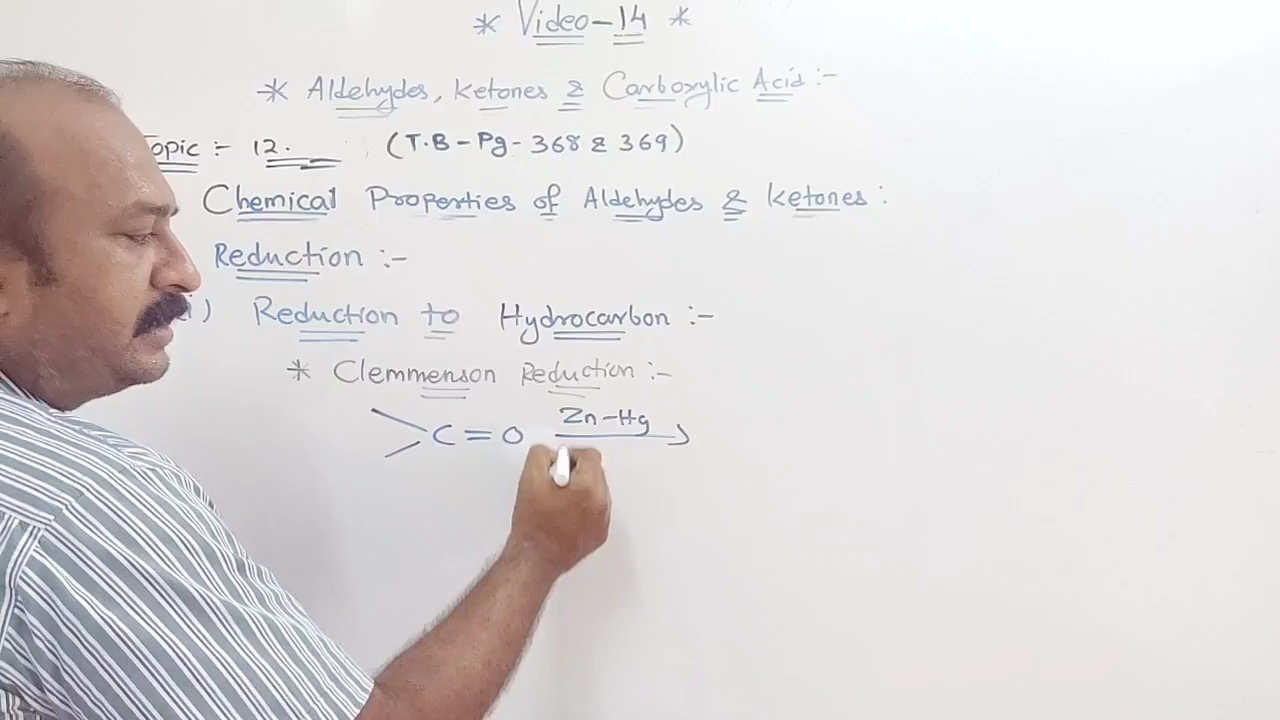 * Video-14 *
* Aldehydes, Ketones & Carboxylic Acid :-
Topic :- 12. (T.B-Pg-368 & 369)
Chemical Properties of Aldehydes & Ketones :
Reduction :-
i) Reduction to Hydrocarbon :-
* Clemmenson Reduction :-
Zn-Hg
>C=O →